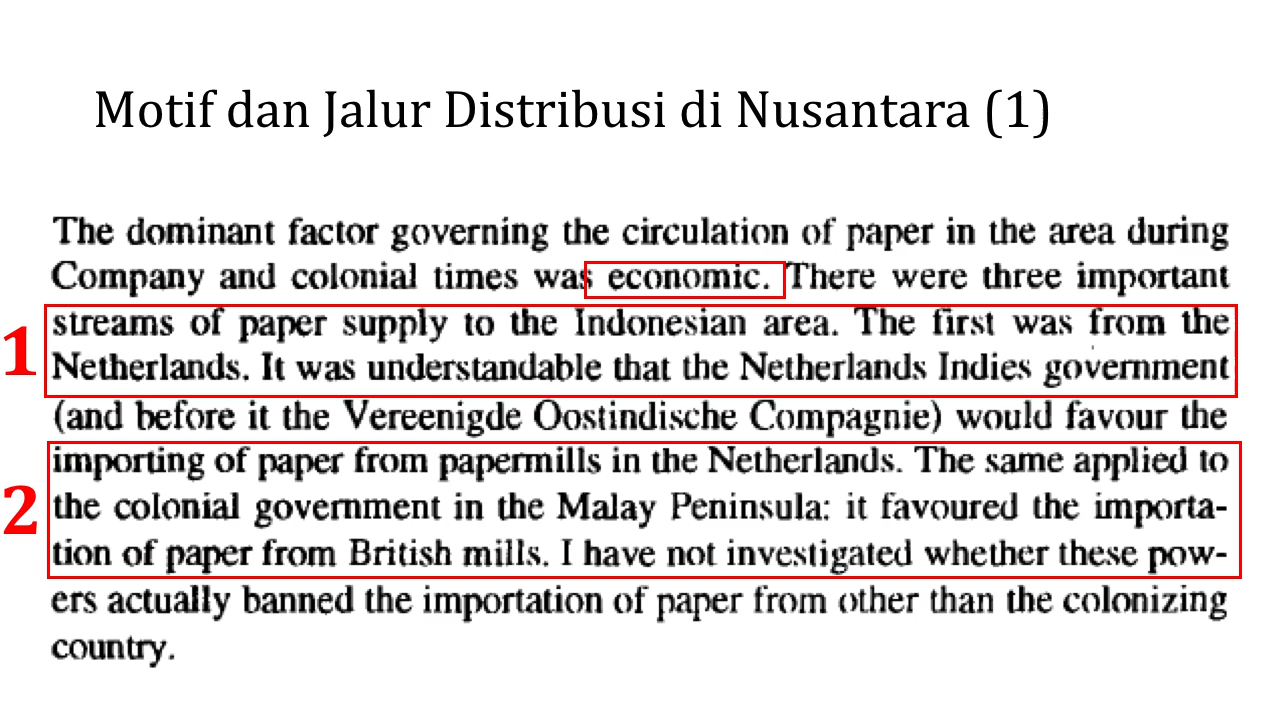 Motif dan Jalur Distribusi di Nusantara (1)
The dominant factor governing the circulation of paper in the area during
Company and colonial times was economic. There were three important
1
streams of paper supply to the Indonesian area. The first was from the
Netherlands. It was understandable that the Netherlands Indies government
(and before it the Vereenigde Oostindische Compagnie) would favour the
2
importing of paper from papermills in the Netherlands. The same applied to
the colonial government in the Malay Peninsula: it favoured the importa-
tion of paper from British mills. I have not investigated whether these pow-
ers actually banned the importation of paper from other than the colonizing
country.